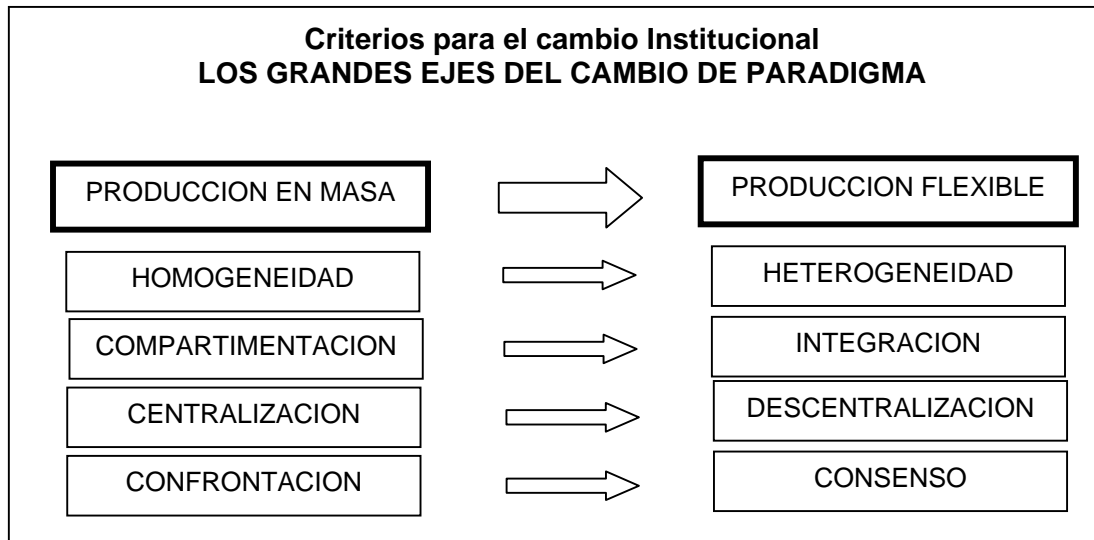 Criterios para el cambio Institucional
LOS GRANDES EJES DEL CAMBIO DE PARADIGMA
PRODUCCION EN MASA
PRODUCCION FLEXIBLE
HOMOGENEIDAD
HETEROGENEIDAD
COMPARTIMENTACION
INTEGRACION
CENTRALIZACION
DESCENTRALIZACION
CONFRONTACION
CONSENSO